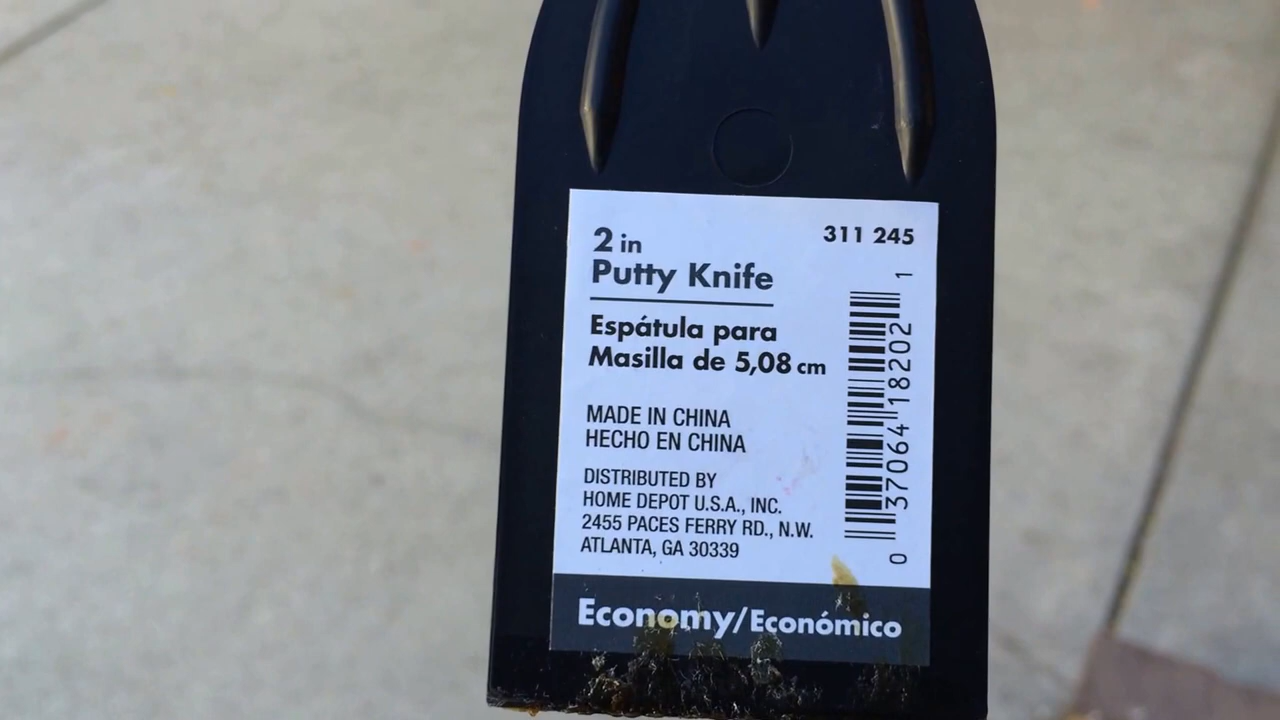 2 in
Putty Knife
311 245
Espátula para
Masilla de 5,08 cm
MADE IN CHINA
HECHO EN CHINA
DISTRIBUTED BY
HOME DEPOT U.S.A., INC.
2455 PACES FERRY RD., N.W.
ATLANTA, GA 30339
0 37064 18202 1
Economy/Económico